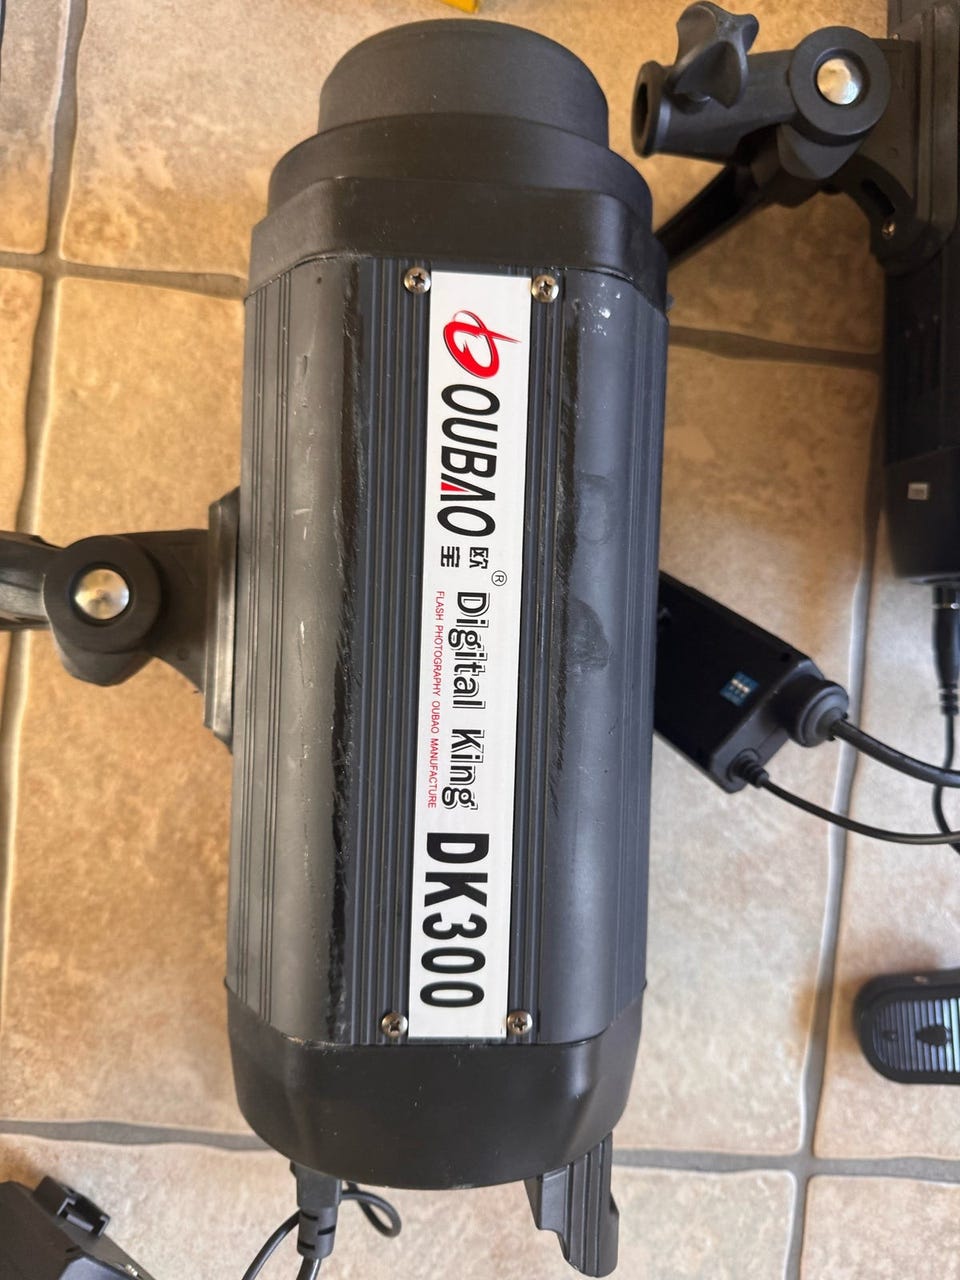 OUBAO
欧宝®
Digital King
FLASH PHOTOGRAPHY OUBAO MANUFACTURE
DK300